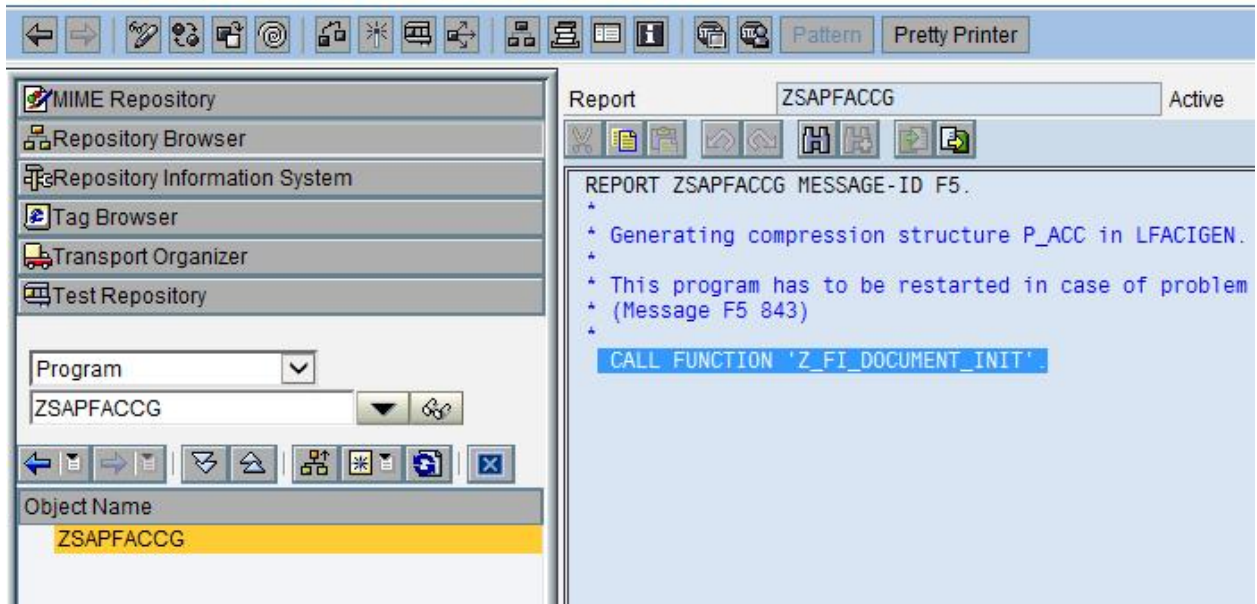 Pattern
Pretty Printer
MIME Repository
Repository Browser
Repository Information System
Tag Browser
Transport Organizer
Test Repository
Program
ZSAPFACCG
Object Name
ZSAPFACCG
Report ZSAPFACCG Active
REPORT ZSAPFACCG MESSAGE-ID F5.
*
* Generating compression structure P_ACC in LFACIGEN.
*
* This program has to be restarted in case of problem
* (Message F5 843)
*
CALL FUNCTION 'Z_FI_DOCUMENT_INIT'.